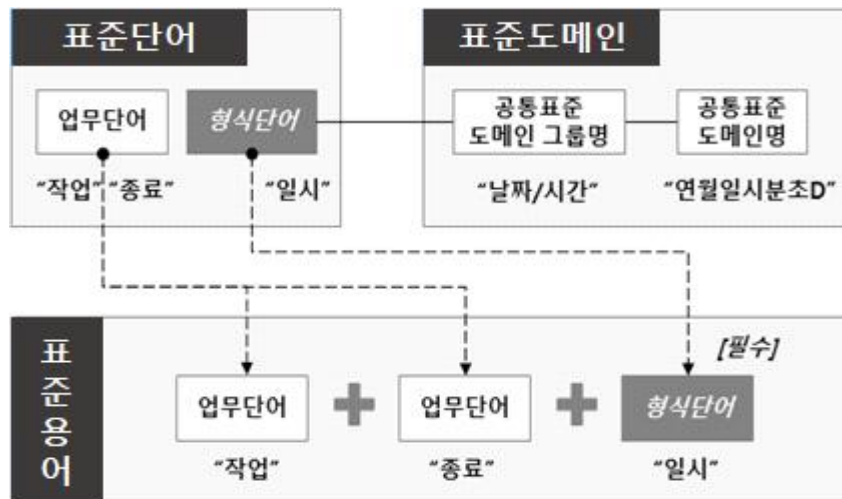 표준단어
표준도메인
업무단어
형식단어
공통표준
도메인 그룹명
공통표준
도메인명
“작업” “종료”
“일시”
“날짜/시간”
“연월일시분초D”
표준용어
[필수]
업무단어
업무단어
형식단어
“작업”
“종료”
“일시”